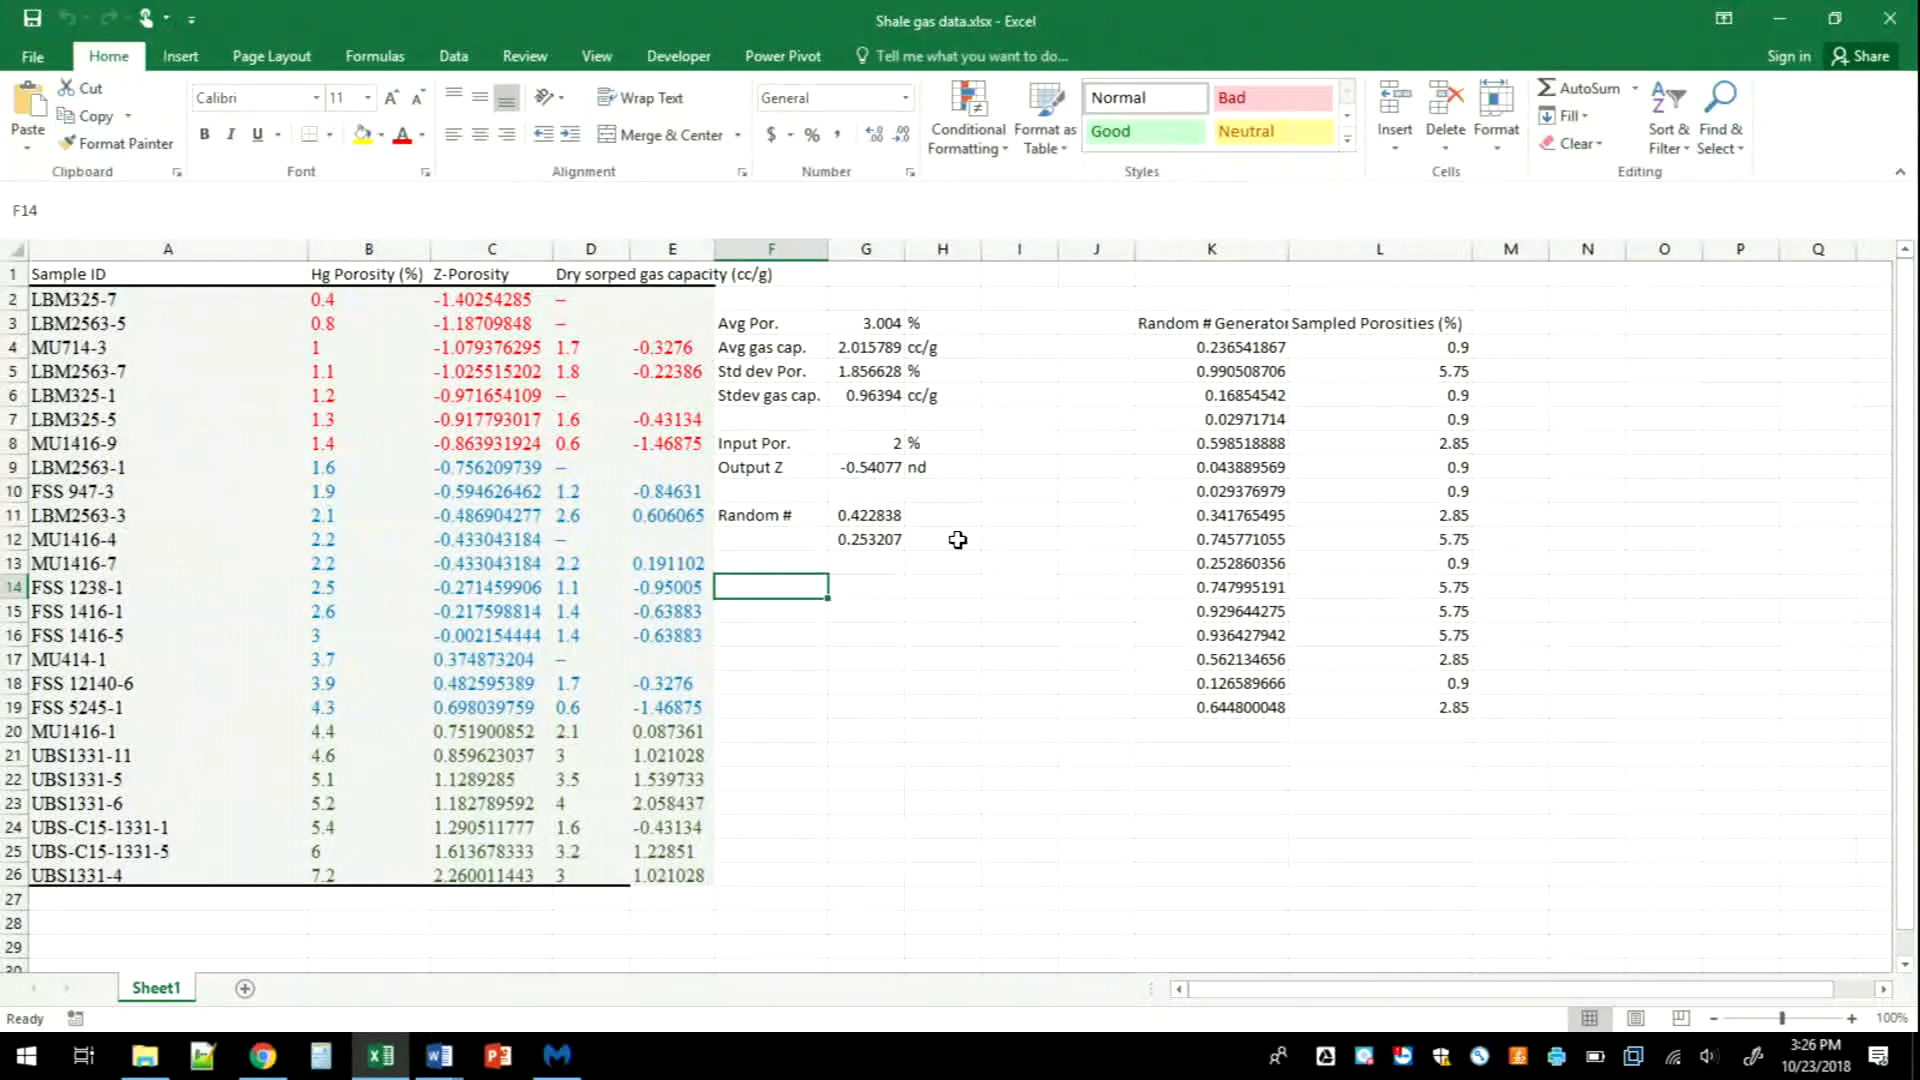 Shale gas data.xlsx - Excel
File Home Insert Page Layout Formulas Data Review View Developer Power Pivot Tell me what you want to do... Sign in Share
Paste Cut Copy Format Painter Clipboard
Calibri 11 A A B I U A Font
Wrap Text Merge & Center Alignment
General $ % , Number
Conditional Formatting Format as Table Normal Bad Good Neutral Styles
Insert Delete Format Cells
AutoSum Fill Clear Sort & Filter Find & Select Editing
F14
A B C D E F G H I J K L M N O P Q
1 Sample ID Hg Porosity (%) Z-Porosity Dry sorped gas capacity (cc/g)
2 LBM325-7 0.4 -1.40254285 –
3 LBM2563-5 0.8 -1.18709848 – Avg Por. 3.004 % Random # Generator Sampled Porosities (%)
4 MU714-3 1 -1.079376295 1.7 -0.3276 Avg gas cap. 2.015789 cc/g 0.236541867 0.9
5 LBM2563-7 1.1 -1.025515202 1.8 -0.22386 Std dev Por. 1.856628 % 0.990508706 5.75
6 LBM325-1 1.2 -0.971654109 – Stdev gas cap. 0.96394 cc/g 0.16854542 0.9
7 LBM325-5 1.3 -0.917793017 1.6 -0.43134 0.02971714 0.9
8 MU1416-9 1.4 -0.863931924 0.6 -1.46875 Input Por. 2 % 0.598518888 2.85
9 LBM2563-1 1.6 -0.756209739 – Output Z -0.54077 nd 0.043889569 0.9
10 FSS 947-3 1.9 -0.594626462 1.2 -0.84631 0.029376979 0.9
11 LBM2563-3 2.1 -0.486904277 2.6 0.606065 Random # 0.422838 0.341765495 2.85
12 MU1416-4 2.2 -0.433043184 – 0.253207 0.745771055 5.75
13 MU1416-7 2.2 -0.433043184 2.2 0.191102 0.252860356 0.9
14 FSS 1238-1 2.5 -0.271459906 1.1 -0.95005 0.747995191 5.75
15 FSS 1416-1 2.6 -0.217598814 1.4 -0.63883 0.929644275 5.75
16 FSS 1416-5 3 -0.002154444 1.4 -0.63883 0.936427942 5.75
17 MU414-1 3.7 0.374873204 – 0.562134656 2.85
18 FSS 12140-6 3.9 0.482595389 1.7 -0.3276 0.126589666 0.9
19 FSS 5245-1 4.3 0.698039759 0.6 -1.46875 0.644800048 2.85
20 MU1416-1 4.4 0.751900852 2.1 0.087361
21 UBS1331-11 4.6 0.859623037 3 1.021028
22 UBS1331-5 5.1 1.1289285 3.5 1.539733
23 UBS1331-6 5.2 1.182789592 4 2.058437
24 UBS-C15-1331-1 5.4 1.290511777 1.6 -0.43134
25 UBS-C15-1331-5 6 1.613678333 3.2 1.22851
26 UBS1331-4 7.2 2.260011443 3 1.021028
27
28
29
30
Sheet1
Ready 100%
3:26 PM
10/23/2018